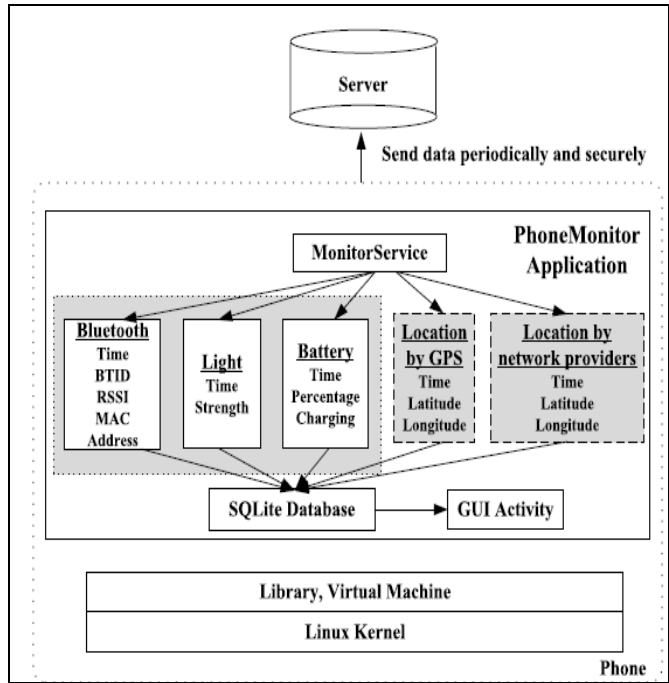 Server
Send data periodically and securely
PhoneMonitor
Application
MonitorService
Bluetooth
Time
BTID
RSSI
MAC
Address
Light
Time
Strength
Battery
Time
Percentage
Charging
Location
by GPS
Time
Latitude
Longitude
Location by
network providers
Time
Latitude
Longitude
SQLite Database
GUI Activity
Library, Virtual Machine
Linux Kernel
Phone